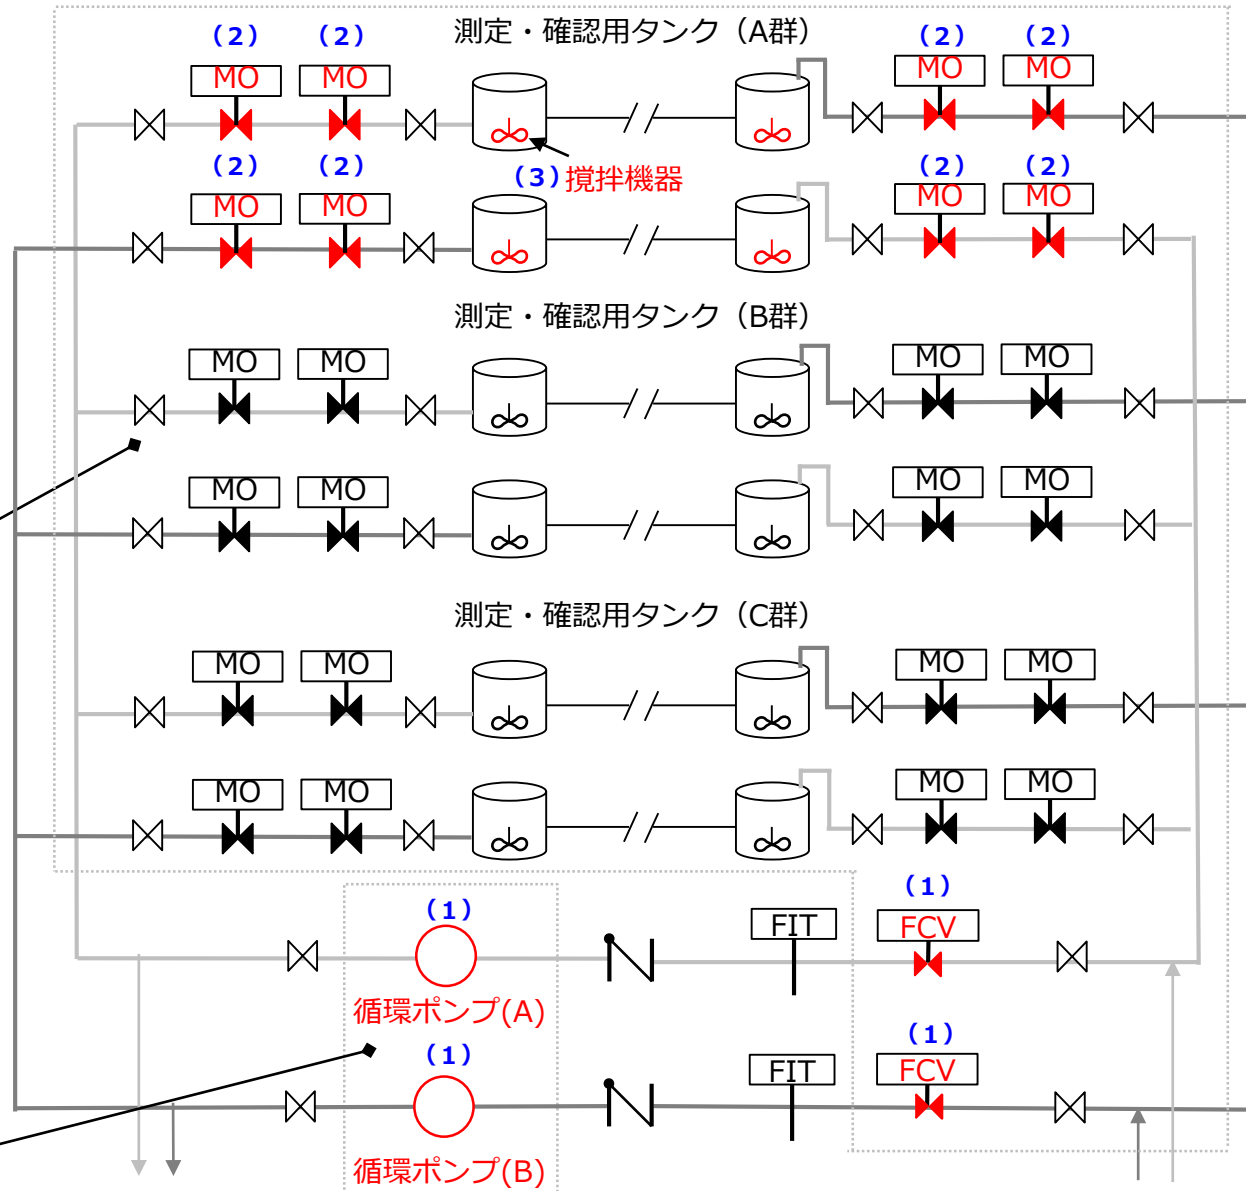 測定・確認用タンク（A群）
（2） （2） （2） （2）
MO MO MO MO
（3）撹拌機器
（2） （2） （2） （2）
MO MO MO MO
測定・確認用タンク（B群）
MO MO MO MO
MO MO MO MO
測定・確認用タンク（C群）
MO MO MO MO
MO MO MO MO
（1） （1）
FIT FCV
循環ポンプ(A)
（1） （1）
FIT FCV
循環ポンプ(B)